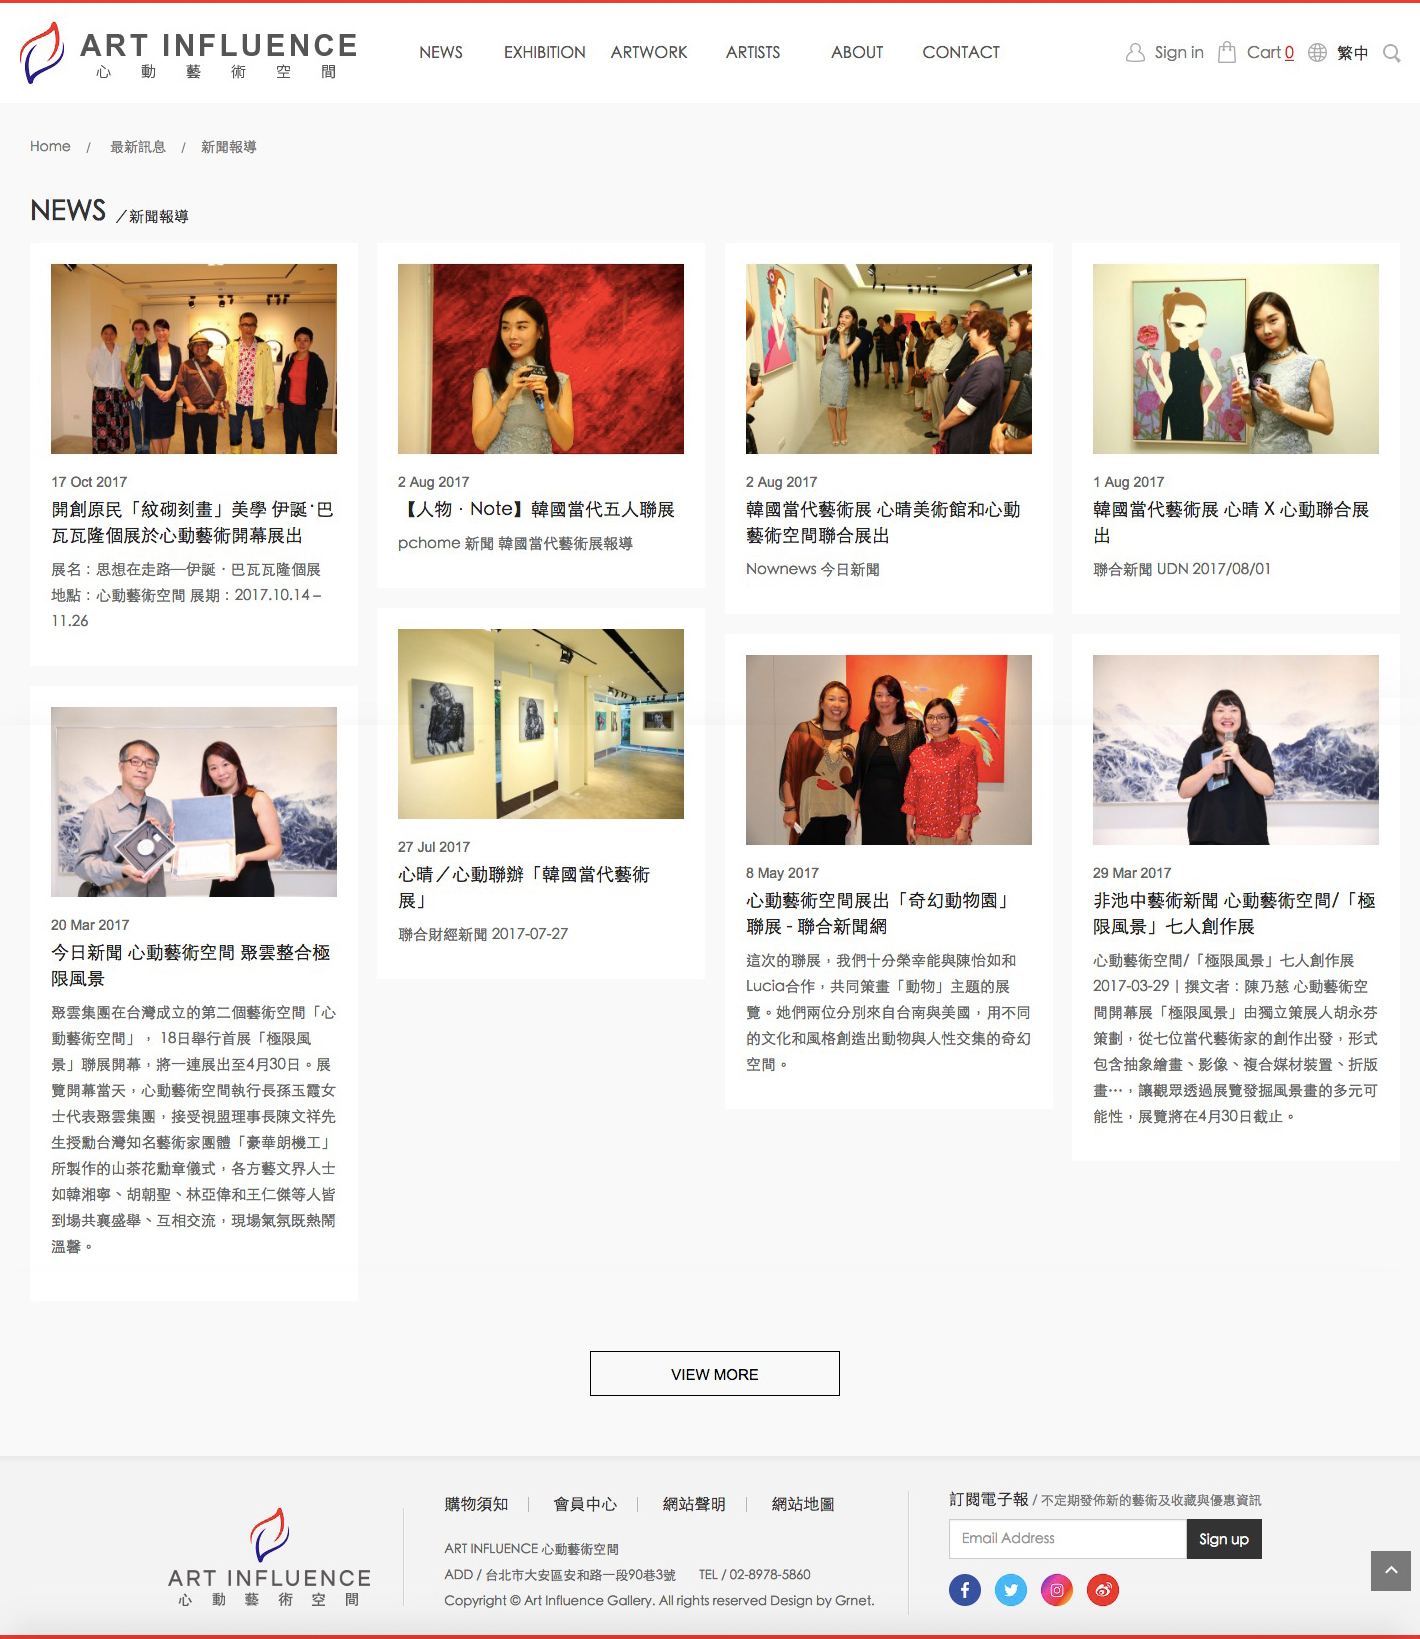 ART INFLUENCE
心動藝術空間
NEWS EXHIBITION ARTWORK ARTISTS ABOUT CONTACT
Sign in Cart 0 繁中
Home / 最新訊息 / 新聞報導
NEWS ／新聞報導
17 Oct 2017
開創原民「紋砌刻畫」美學 伊誕˙巴
瓦瓦隆個展於心動藝術開幕展出
展名：思想在走路—伊誕．巴瓦瓦隆個展
地點：心動藝術空間 展期：2017.10.14 –
11.26
2 Aug 2017
【人物．Note】韓國當代五人聯展
pchome 新聞 韓國當代藝術展報導
2 Aug 2017
韓國當代藝術展 心晴美術館和心動
藝術空間聯合展出
Nownews 今日新聞
1 Aug 2017
韓國當代藝術展 心晴 X 心動聯合展
出
聯合新聞 UDN 2017/08/01
20 Mar 2017
今日新聞 心動藝術空間 聚雲整合極
限風景
聚雲集團在台灣成立的第二個藝術空間「心
動藝術空間」， 18日舉行首展「極限風
景」聯展開幕，將一連展出至4月30日。展
覽開幕當天，心動藝術空間執行長孫玉霞女
士代表聚雲集團，接受視盟理事長陳文祥先
生授勳台灣知名藝術家團體「豪華朗機工」
所製作的山茶花勳章儀式，各方藝文界人士
如韓湘寧、胡朝聖、林亞偉和王仁傑等人皆
到場共襄盛舉、互相交流，現場氣氛既熱鬧
溫馨。
27 Jul 2017
心晴／心動聯辦「韓國當代藝術
展」
聯合財經新聞 2017-07-27
8 May 2017
心動藝術空間展出「奇幻動物園」
聯展 - 聯合新聞網
這次的聯展，我們十分榮幸能與陳怡如和
Lucia合作，共同策畫「動物」主題的展
覽。她們兩位分別來自台南與美國，用不同
的文化和風格創造出動物與人性交集的奇幻
空間。
29 Mar 2017
非池中藝術新聞 心動藝術空間/「極
限風景」七人創作展
心動藝術空間/「極限風景」七人創作展
2017-03-29 | 撰文者：陳乃慈 心動藝術空
間開幕展「極限風景」由獨立策展人胡永芬
策劃，從七位當代藝術家的創作出發，形式
包含抽象繪畫、影像、複合媒材裝置、折版
畫…，讓觀眾透過展覽發掘風景畫的多元可
能性，展覽將在4月30日截止。
VIEW MORE
ART INFLUENCE
心動藝術空間
購物須知 會員中心 網站聲明 網站地圖
ART INFLUENCE 心動藝術空間
ADD / 台北市大安區安和路一段90巷3號 TEL / 02-8978-5860
Copyright © Art Influence Gallery. All rights reserved Design by Grnet.
訂閱電子報 / 不定期發佈新的藝術及收藏與優惠資訊
Email Address Sign up